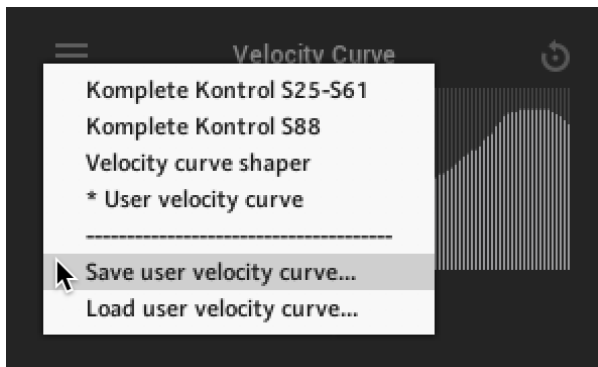 Velocity Curve
Komplete Kontrol S25-S61
Komplete Kontrol S88
Velocity curve shaper
* User velocity curve
--------------------------------------
Save user velocity curve...
Load user velocity curve...